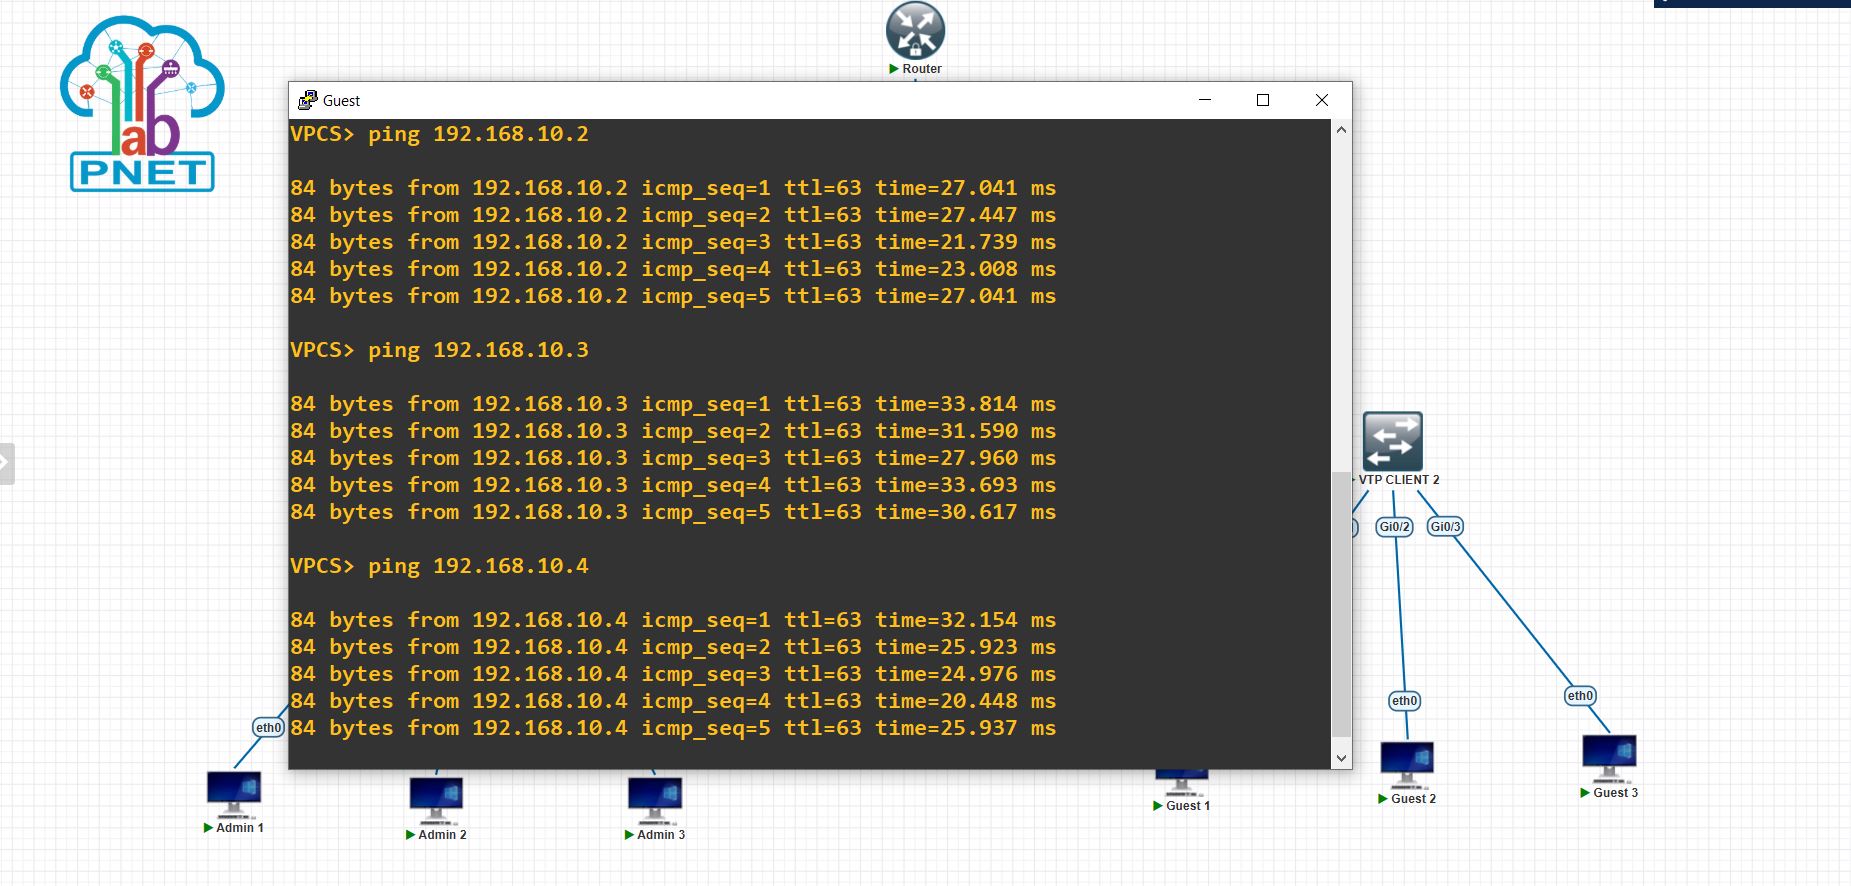 lab
PNET
Router
Guest
VPCS> ping 192.168.10.2
84 bytes from 192.168.10.2 icmp_seq=1 ttl=63 time=27.041 ms
84 bytes from 192.168.10.2 icmp_seq=2 ttl=63 time=27.447 ms
84 bytes from 192.168.10.2 icmp_seq=3 ttl=63 time=21.739 ms
84 bytes from 192.168.10.2 icmp_seq=4 ttl=63 time=23.008 ms
84 bytes from 192.168.10.2 icmp_seq=5 ttl=63 time=27.041 ms
VPCS> ping 192.168.10.3
84 bytes from 192.168.10.3 icmp_seq=1 ttl=63 time=33.814 ms
84 bytes from 192.168.10.3 icmp_seq=2 ttl=63 time=31.590 ms
84 bytes from 192.168.10.3 icmp_seq=3 ttl=63 time=27.960 ms
84 bytes from 192.168.10.3 icmp_seq=4 ttl=63 time=33.693 ms
84 bytes from 192.168.10.3 icmp_seq=5 ttl=63 time=30.617 ms
VPCS> ping 192.168.10.4
84 bytes from 192.168.10.4 icmp_seq=1 ttl=63 time=32.154 ms
84 bytes from 192.168.10.4 icmp_seq=2 ttl=63 time=25.923 ms
84 bytes from 192.168.10.4 icmp_seq=3 ttl=63 time=24.976 ms
84 bytes from 192.168.10.4 icmp_seq=4 ttl=63 time=20.448 ms
84 bytes from 192.168.10.4 icmp_seq=5 ttl=63 time=25.937 ms
VTP CLIENT 2
Gi0/2
Gi0/3
eth0
eth0
eth0
Admin 1
Admin 2
Admin 3
Guest 1
Guest 2
Guest 3